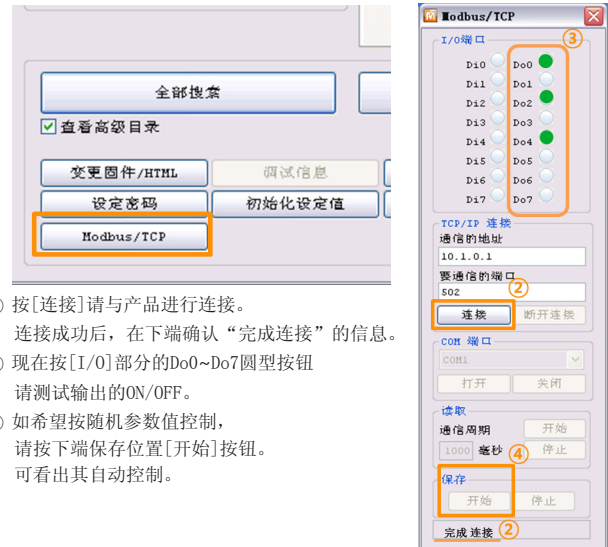 全部搜索
查看高级目录
变更固件/HTML
调试信息
设定密码
初始化设定值
Modbus/TCP
) 按[连接]请与产品进行连接。
连接成功后，在下端确认“完成连接”的信息。
) 现在按[I/O]部分的Do0~Do7圆型按钮
请测试输出的ON/OFF。
) 如希望按随机参数值控制，
请按下端保存位置[开始]按钮。
可看出其自动控制。
Modbus/TCP
I/O端口
③
Di0 Do0
Di1 Do1
Di2 Do2
Di3 Do3
Di4 Do4
Di5 Do5
Di6 Do6
Di7 Do7
TCP/IP 连接
通信的地址
10.1.0.1
要通信的端口
②
502
连接 断开连接
COM 端口
COM1
打开 关闭
读取
通信周期 开始
1000 毫秒 ④ 停止
保存
开始 停止
完成连接 ②